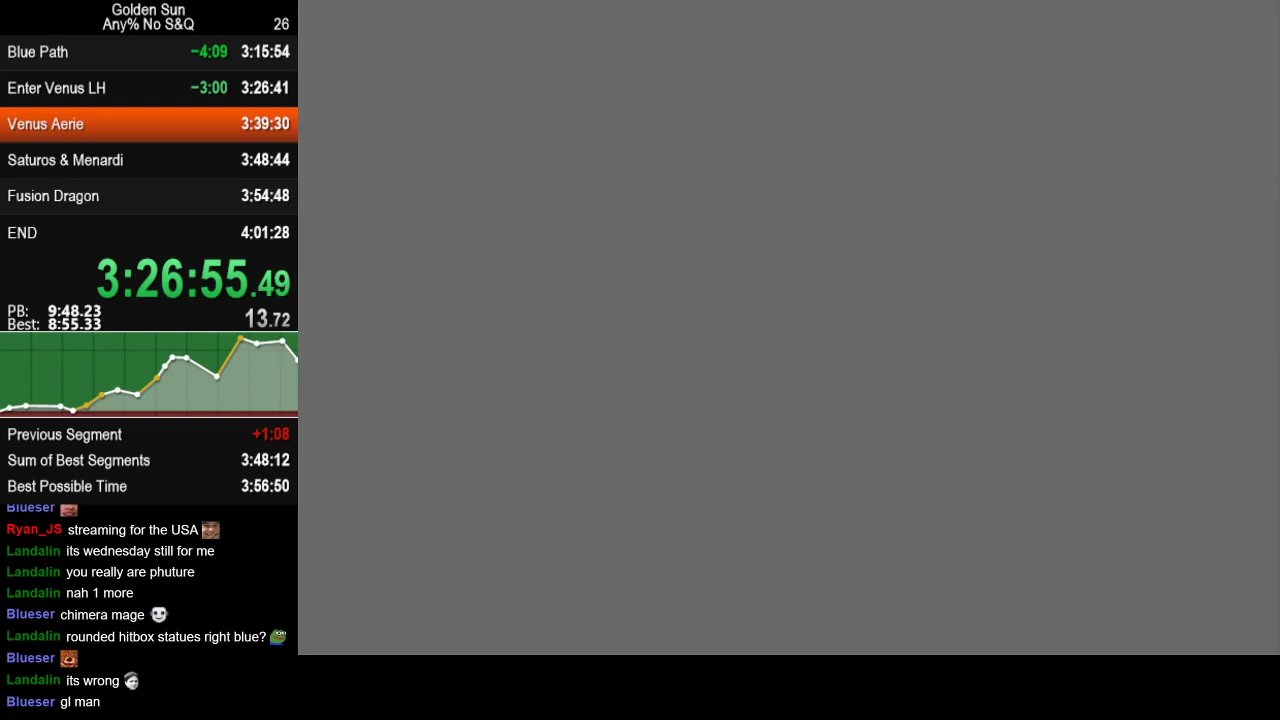 Golden Sun
Any% No S&Q 26
Blue Path −4:09 3:15:54
Enter Venus LH −3:00 3:26:41
Venus Aerie 3:39:30
Saturos & Menardi 3:48:44
Fusion Dragon 3:54:48
END 4:01:28
3:26:55.49
PB: 9:48.23
Best: 8:55.33 13.72
Previous Segment +1:08
Sum of Best Segments 3:48:12
Best Possible Time 3:56:50
Blueser
Ryan_JS streaming for the USA
Landalin its wednesday still for me
Landalin you really are phuture
Landalin nah 1 more
Blueser chimera mage
Landalin rounded hitbox statues right blue?
Blueser
Landalin its wrong
Blueser gl man